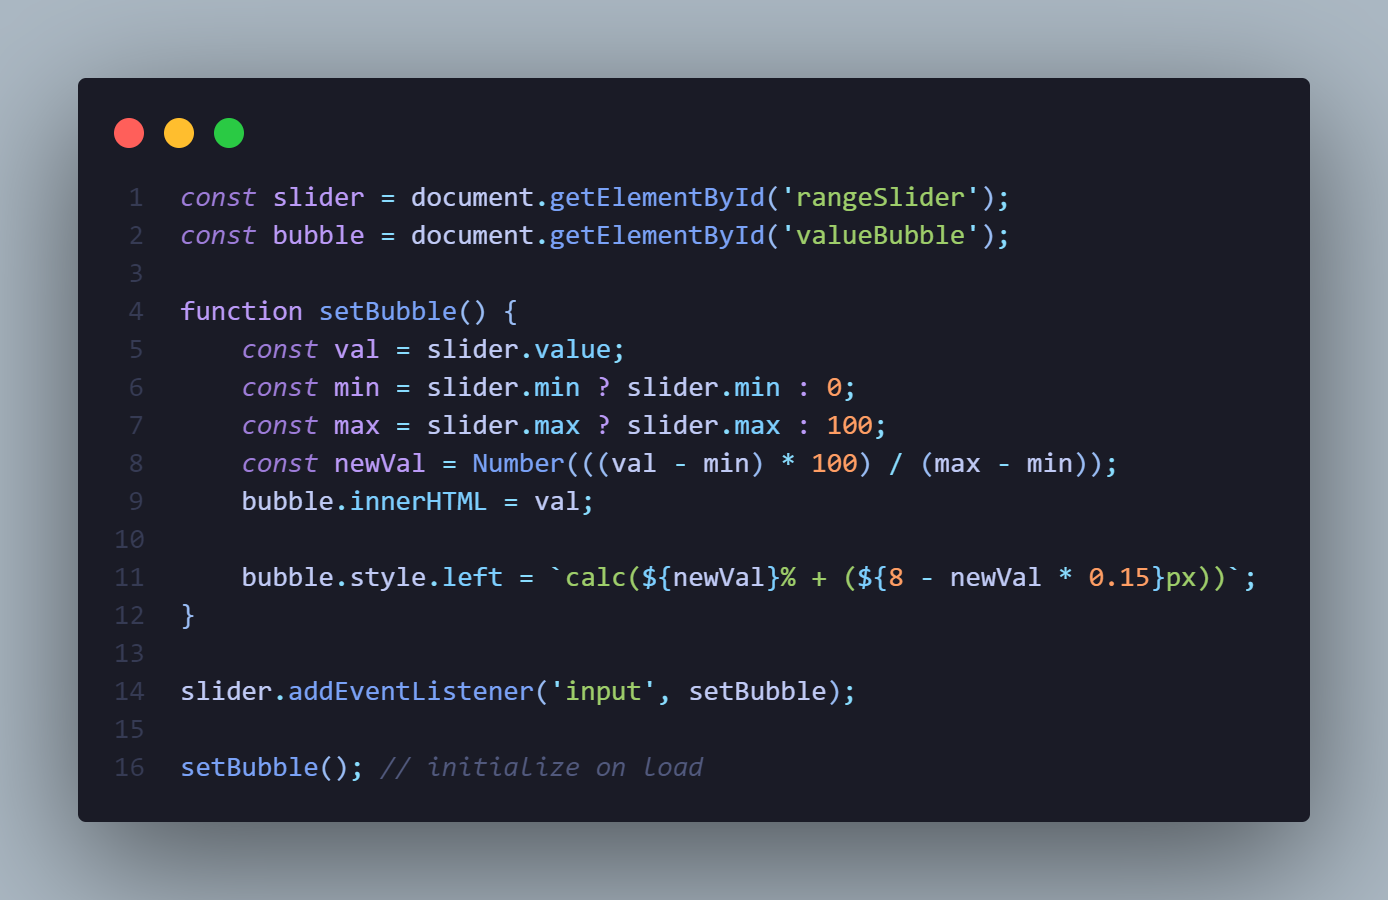 1 const slider = document.getElementById('rangeSlider');
2 const bubble = document.getElementById('valueBubble');
3
4 function setBubble() {
5     const val = slider.value;
6     const min = slider.min ? slider.min : 0;
7     const max = slider.max ? slider.max : 100;
8     const newVal = Number(((val - min) * 100) / (max - min));
9     bubble.innerHTML = val;
10
11     bubble.style.left = `calc(${newVal}% + (${8 - newVal * 0.15}px))`;
12 }
13
14 slider.addEventListener('input', setBubble);
15
16 setBubble(); // initialize on load